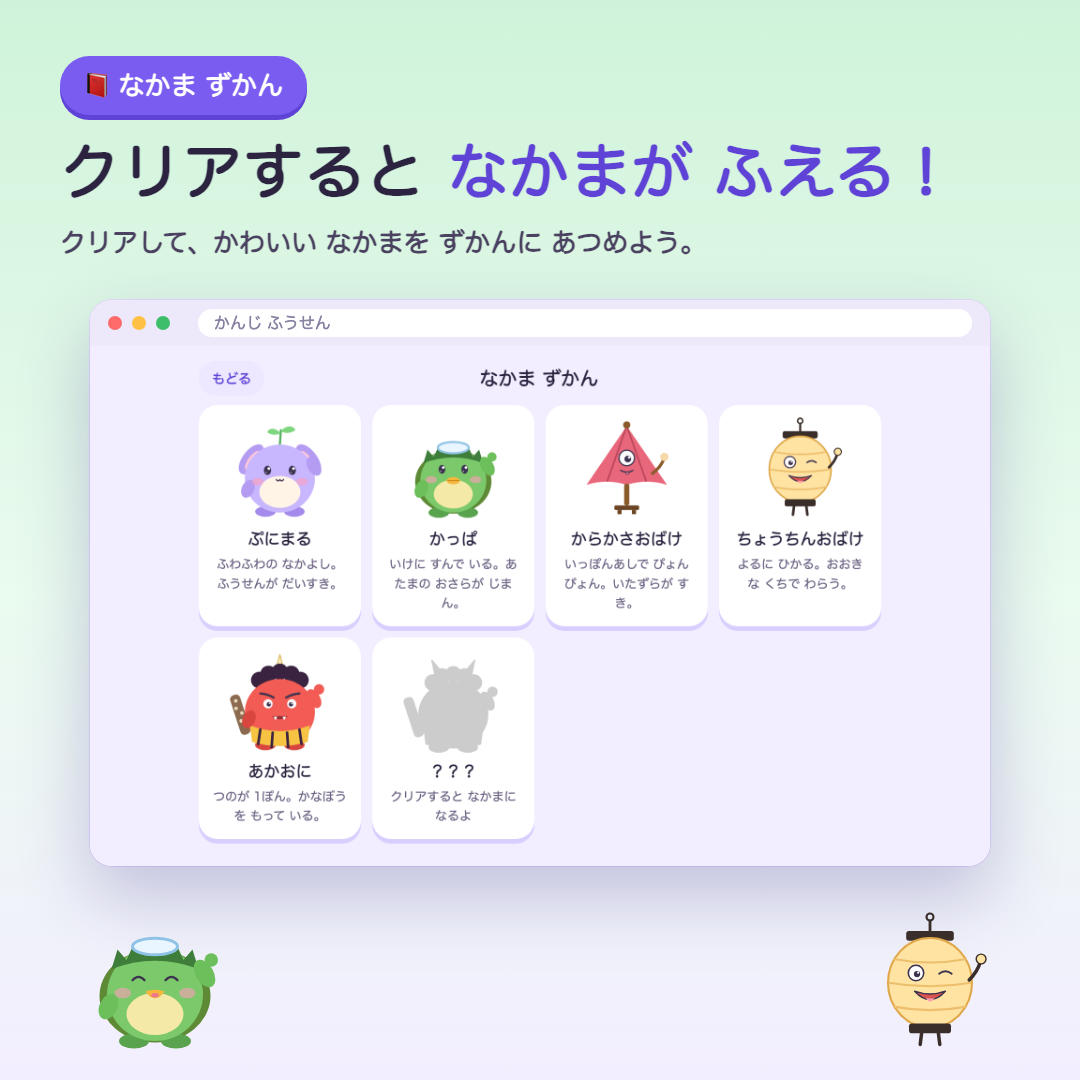 なかま ずかん
クリアすると なかまが ふえる！
クリアして、かわいい なかまを ずかんに あつめよう。
かんじ ふうせん
もどる
なかま ずかん
ぷにまる
ふわふわの なかよし。
ふうせんが だいすき。
かっぱ
いけに すんで いる。あ
たまの おさらが じま
ん。
からかさおばけ
いっぽんあしで ぴょん
ぴょん。いたずらが す
き。
ちょうちんおばけ
よるに ひかる。おおき
な くちで わらう。
あかおに
つのが 1ぽん。かなぼう
を もって いる。
？？？
クリアすると なかまに
なるよ